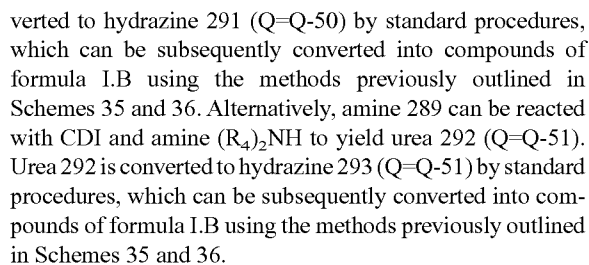 verted to hydrazine 291 (Q=Q-50) by standard procedures,
which can be subsequently converted into compounds of
formula I.B using the methods previously outlined in
Schemes 35 and 36. Alternatively, amine 289 can be reacted
with CDI and amine (R₄)₂NH to yield urea 292 (Q=Q-51).
Urea 292 is converted to hydrazine 293 (Q=Q-51) by standard
procedures, which can be subsequently converted into com-
pounds of formula I.B using the methods previously outlined
in Schemes 35 and 36.